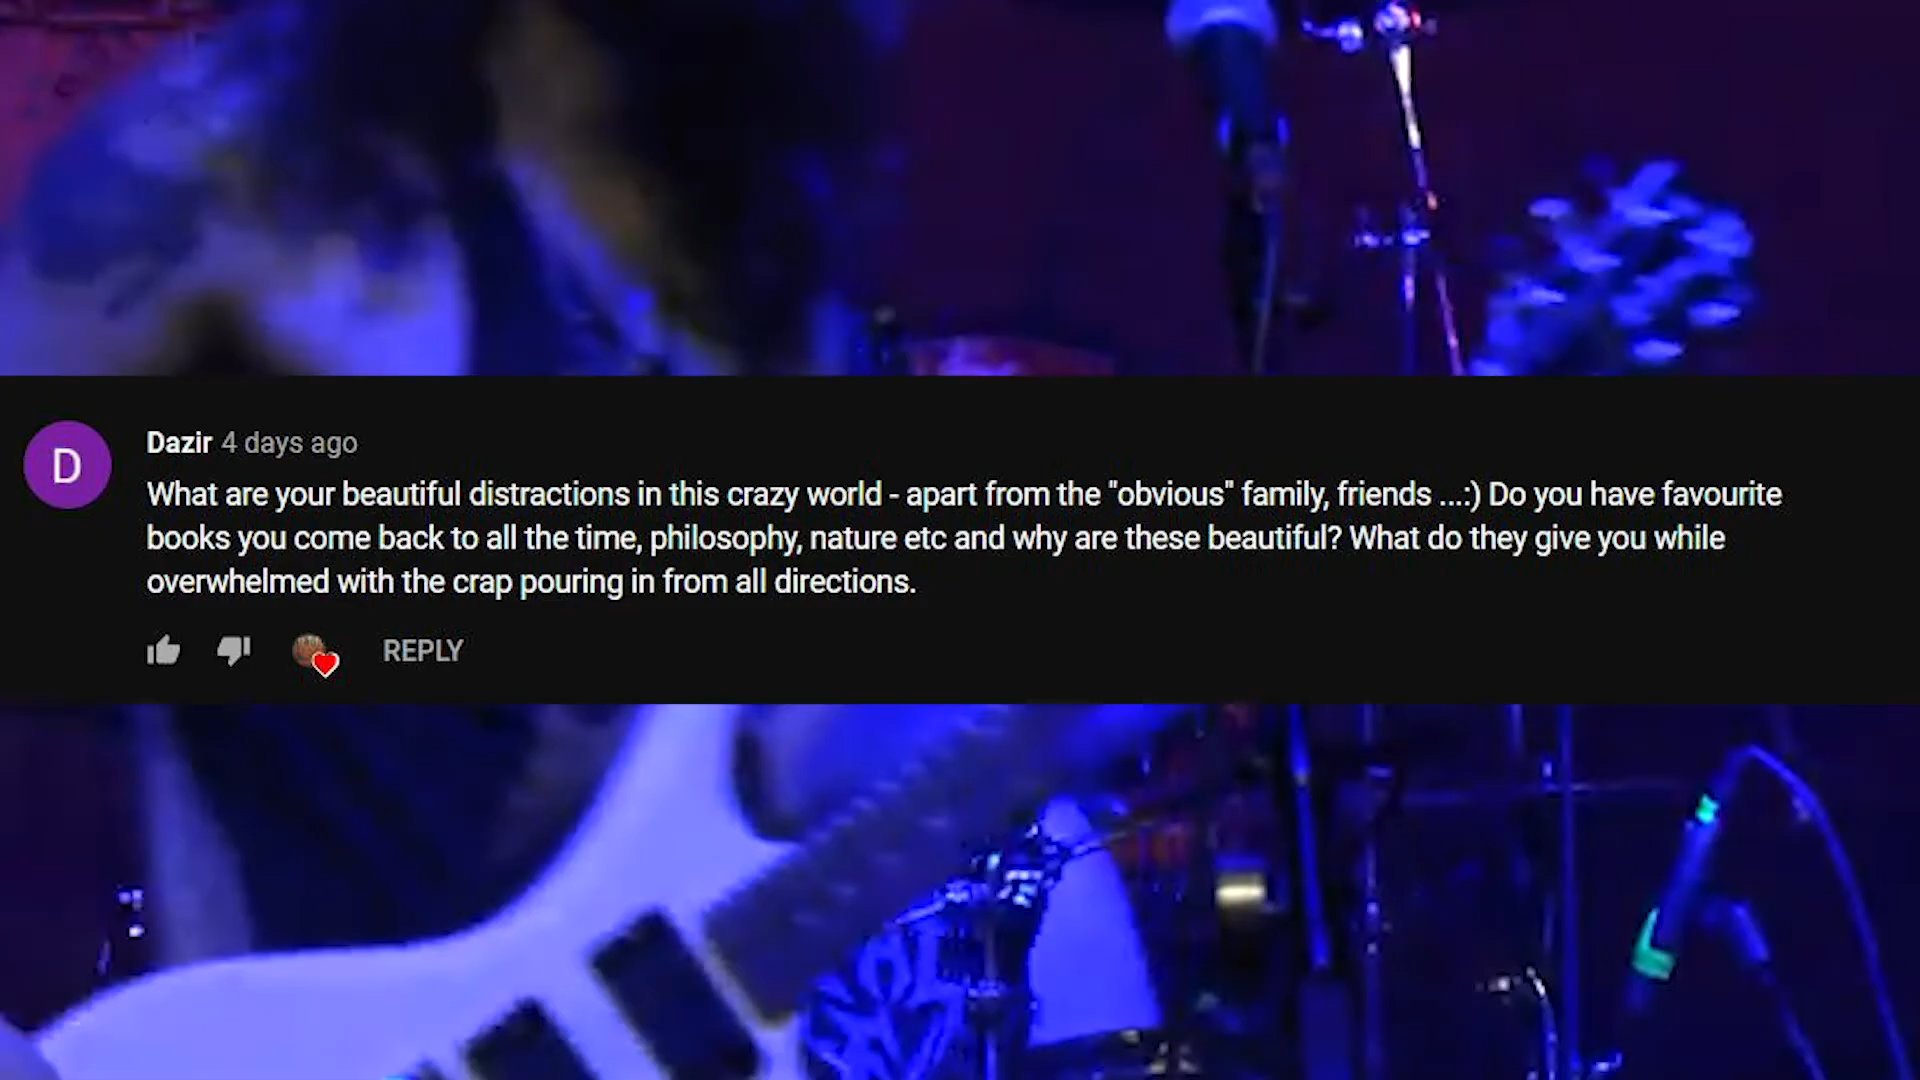 D
Dazir 4 days ago
What are your beautiful distractions in this crazy world - apart from the "obvious" family, friends ...:) Do you have favourite
books you come back to all the time, philosophy, nature etc and why are these beautiful? What do they give you while
overwhelmed with the crap pouring in from all directions.
REPLY